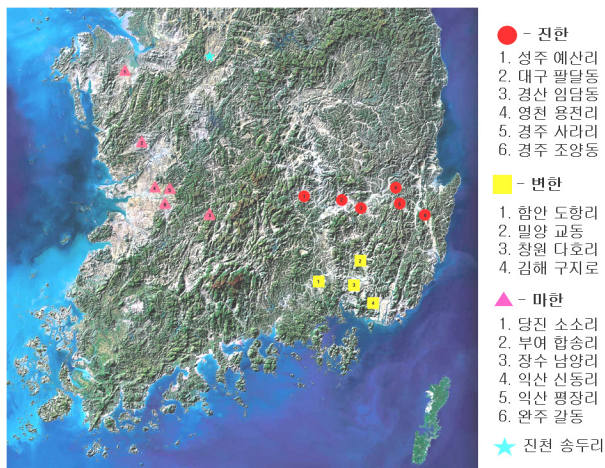 - 진한
1. 성주 예산리
2. 대구 팔달동
3. 경산 임담동
4. 영천 용전리
5. 경주 사라리
6. 경주 조양동
- 변한
1. 함안 도항리
2. 밀양 교동
3. 창원 다호리
4. 김해 구지로
- 마한
1. 당진 소소리
2. 부여 합송리
3. 장수 남양리
4. 익산 신동리
5. 익산 평장리
6. 완주 갈동
진천 송두리